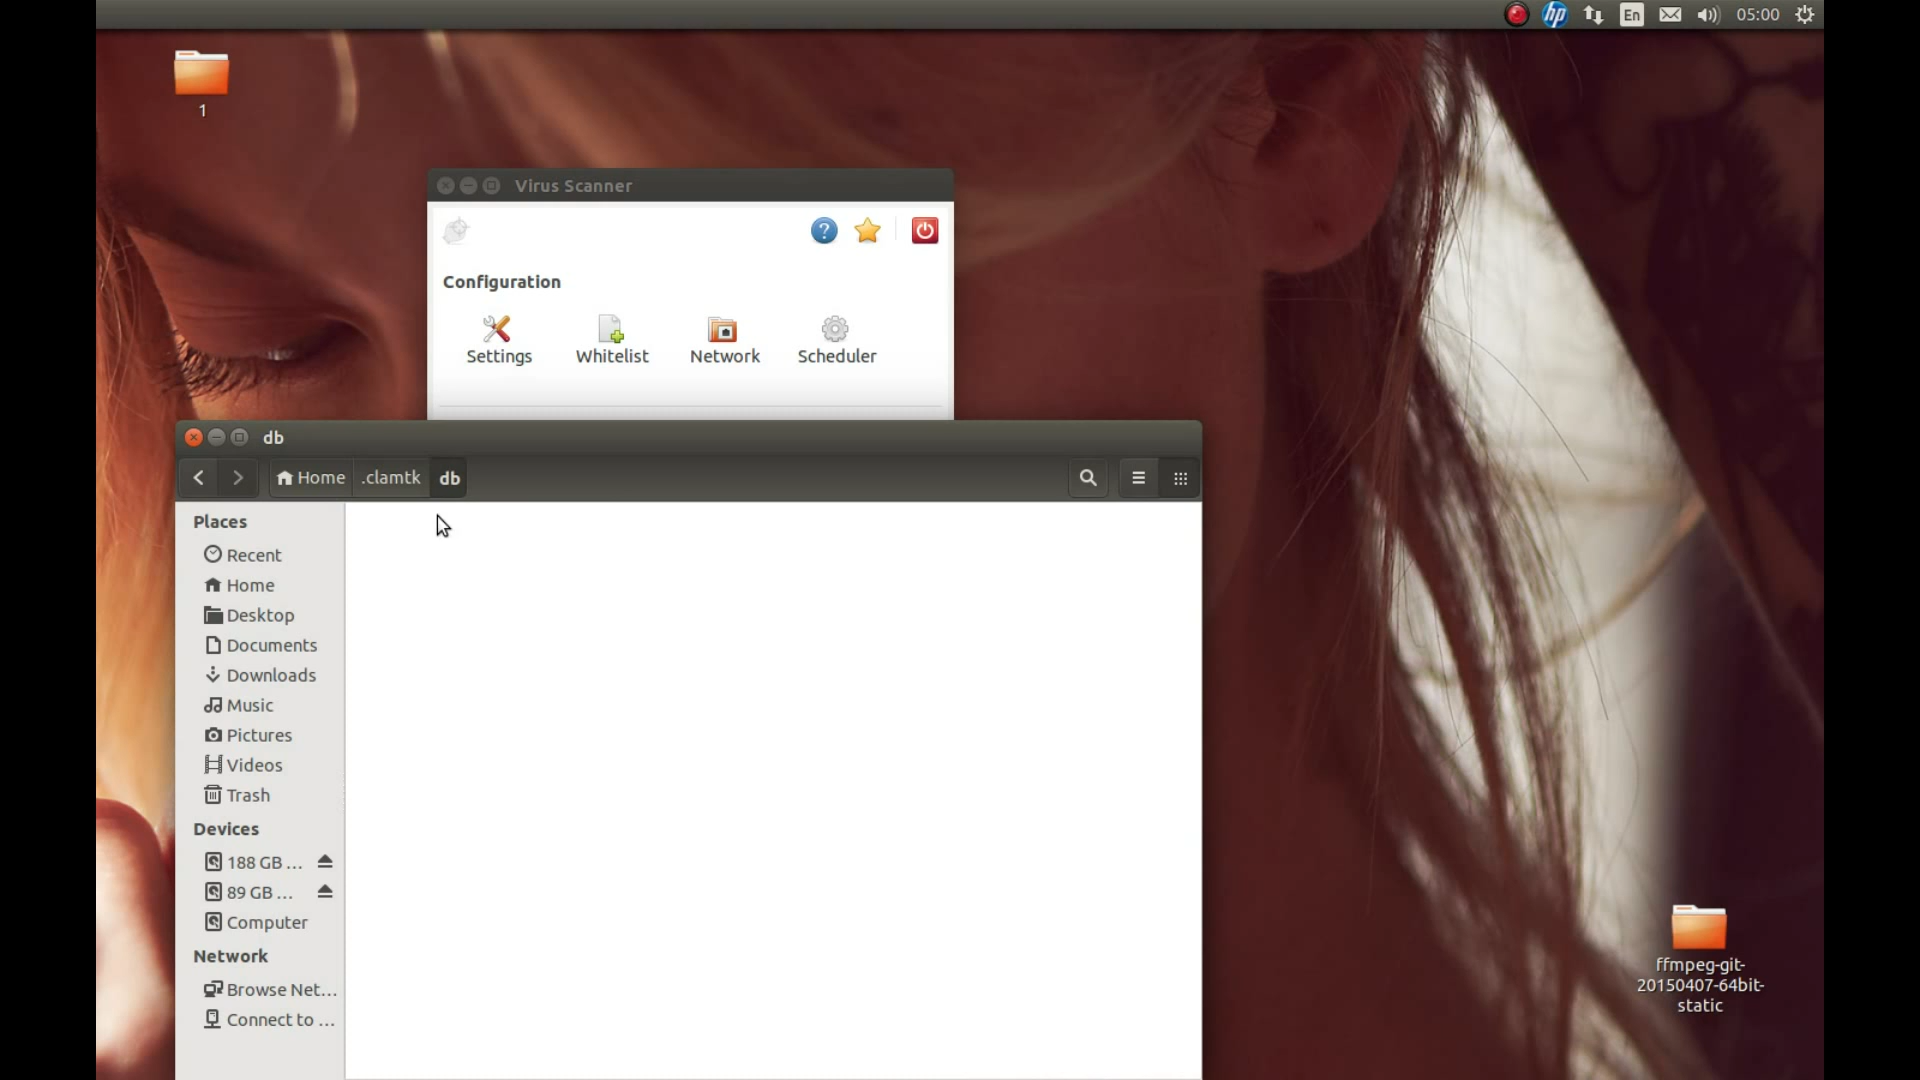 hp
En
05:00
1
Virus Scanner
?
Configuration
Settings
Whitelist
Network
Scheduler
db
Home
.clamtk
db
Places
Recent
Home
Desktop
Documents
Downloads
Music
Pictures
Videos
Trash
Devices
188 GB ...
89 GB ...
Computer
Network
Browse Net...
Connect to ...
ffmpeg-git-
20150407-64bit-
static